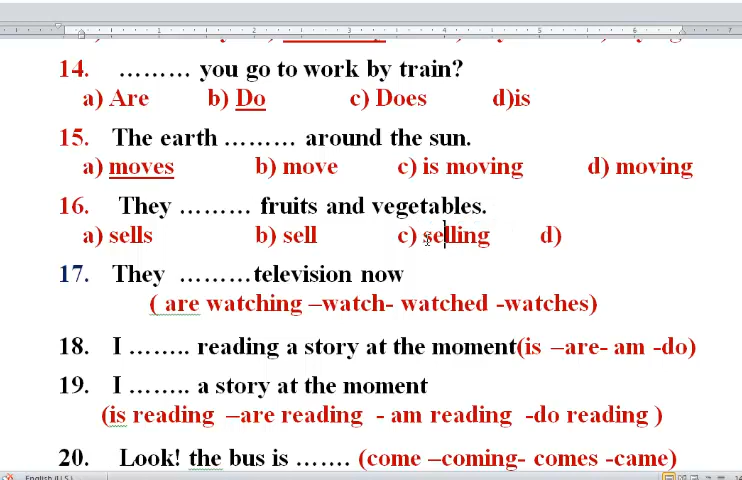 14. ……… you go to work by train?
a) Are b) Do c) Does d)is
15. The earth ……… around the sun.
a) moves b) move c) is moving d) moving
16. They ……… fruits and vegetables.
a) sells b) sell c) selling d)
17. They ………television now
( are watching –watch- watched -watches)
18. I …….. reading a story at the moment(is –are- am -do)
19. I …….. a story at the moment
(is reading –are reading - am reading -do reading )
20. Look! the bus is ……. (come –coming- comes -came)
English (U.S.)